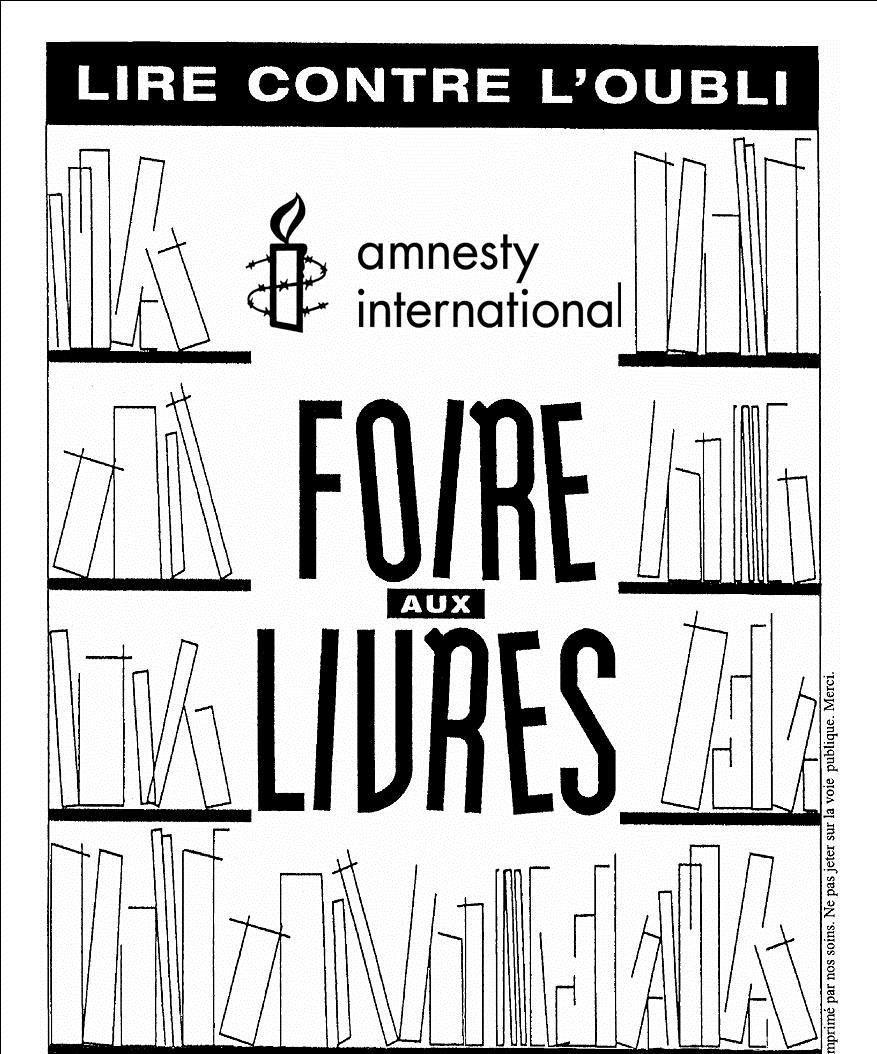 LIRE CONTRE L'OUBLI
amnesty
international
FOIRE
AUX
LIVRES
mprimé par nos soins. Ne pas jeter sur la voie publique. Merci.